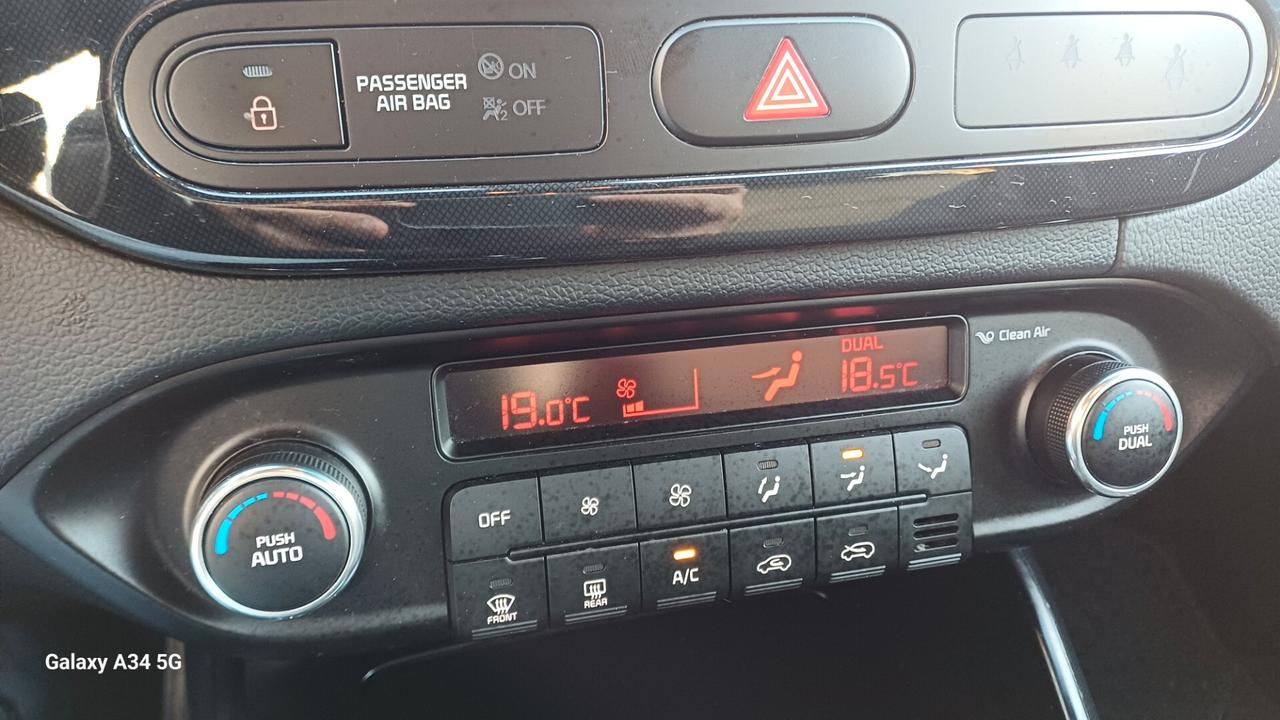 PASSENGER
AIR BAG
ON
OFF
2
Clean Air
19.0°C
DUAL
18.5°C
PUSH
AUTO
PUSH
DUAL
OFF
FRONT
REAR
A/C
Galaxy A34 5G